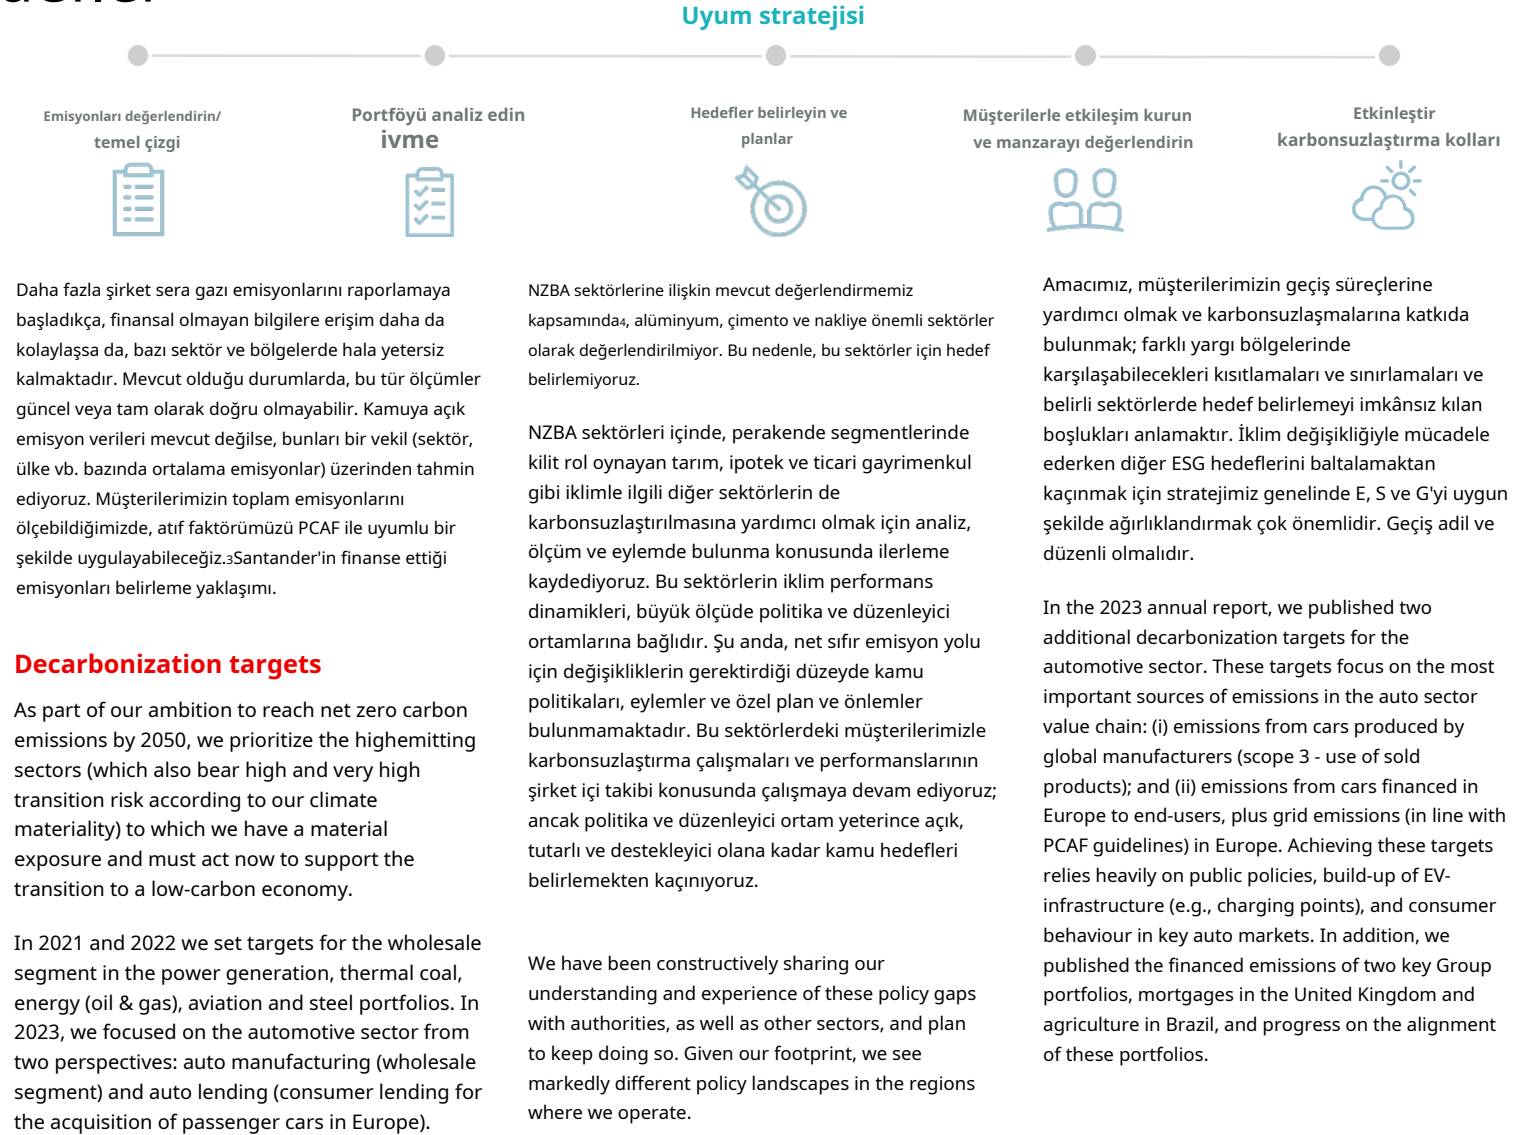 Uyum stratejisi
Emisyonları değerlendirin/
temel çizgi
Portföyü analiz edin
ivme
Hedefler belirleyin ve
planlar
Müşterilerle etkileşim kurun
ve manzarayı değerlendirin
Etkinleştir
karbonsuzlaştırma kolları
Daha fazla şirket sera gazı emisyonlarını raporlamaya
başladıkça, finansal olmayan bilgilere erişim daha da
kolaylaşsa da, bazı sektör ve bölgelerde hala yetersiz
kalmaktadır. Mevcut olduğu durumlarda, bu tür ölçümler
güncel veya tam olarak doğru olmayabilir. Kamuya açık
emisyon verileri mevcut değilse, bunları bir vekil (sektör,
ülke vb. bazında ortalama emisyonlar) üzerinden tahmin
ediyoruz. Müşterilerimizin toplam emisyonlarını
ölçebildiğimizde, atıf faktörümüzü PCAF ile uyumlu bir
şekilde uygulayabileceğiz.3Santander'in finanse ettiği
emisyonları belirleme yaklaşımı.
Decarbonization targets
As part of our ambition to reach net zero carbon
emissions by 2050, we prioritize the highemitting
sectors (which also bear high and very high
transition risk according to our climate
materiality) to which we have a material
exposure and must act now to support the
transition to a low-carbon economy.
In 2021 and 2022 we set targets for the wholesale
segment in the power generation, thermal coal,
energy (oil & gas), aviation and steel portfolios. In
2023, we focused on the automotive sector from
two perspectives: auto manufacturing (wholesale
segment) and auto lending (consumer lending for
the acquisition of passenger cars in Europe).
NZBA sektörlerine ilişkin mevcut değerlendirmemiz
kapsamında4, alüminyum, çimento ve nakliye önemli sektörler
olarak değerlendirilmiyor. Bu nedenle, bu sektörler için hedef
belirlemiyoruz.
NZBA sektörleri içinde, perakende segmentlerinde
kilit rol oynayan tarım, ipotek ve ticari gayrimenkul
gibi iklimle ilgili diğer sektörlerin de
karbonsuzlaştırılmasına yardımcı olmak için analiz,
ölçüm ve eylemde bulunma konusunda ilerleme
kaydediyoruz. Bu sektörlerin iklim performans
dinamikleri, büyük ölçüde politika ve düzenleyici
ortamlarına bağlıdır. Şu anda, net sıfır emisyon yolu
için değişikliklerin gerektirdiği düzeyde kamu
politikaları, eylemler ve özel plan ve önlemler
bulunmamaktadır. Bu sektörlerdeki müşterilerimizle
karbonsuzlaştırma çalışmaları ve performanslarının
şirket içi takibi konusunda çalışmaya devam ediyoruz;
ancak politika ve düzenleyici ortam yeterince açık,
tutarlı ve destekleyici olana kadar kamu hedefleri
belirlemekten kaçınıyoruz.
We have been constructively sharing our
understanding and experience of these policy gaps
with authorities, as well as other sectors, and plan
to keep doing so. Given our footprint, we see
markedly different policy landscapes in the regions
where we operate.
Amacımız, müşterilerimizin geçiş süreçlerine
yardımcı olmak ve karbonsuzlaşmalarına katkıda
bulunmak; farklı yargı bölgelerinde
karşılaşabilecekleri kısıtlamaları ve sınırlamaları ve
belirli sektörlerde hedef belirlemeyi imkânsız kılan
boşlukları anlamaktır. İklim değişikliğiyle mücadele
ederken diğer ESG hedeflerini baltalamaktan
kaçınmak için stratejimiz genelinde E, S ve G'yi uygun
şekilde ağırlıklandırmak çok önemlidir. Geçiş adil ve
düzenli olmalıdır.
In the 2023 annual report, we published two
additional decarbonization targets for the
automotive sector. These targets focus on the most
important sources of emissions in the auto sector
value chain: (i) emissions from cars produced by
global manufacturers (scope 3 - use of sold
products); and (ii) emissions from cars financed in
Europe to end-users, plus grid emissions (in line with
PCAF guidelines) in Europe. Achieving these targets
relies heavily on public policies, build-up of EV-
infrastructure (e.g., charging points), and consumer
behaviour in key auto markets. In addition, we
published the financed emissions of two key Group
portfolios, mortgages in the United Kingdom and
agriculture in Brazil, and progress on the alignment
of these portfolios.